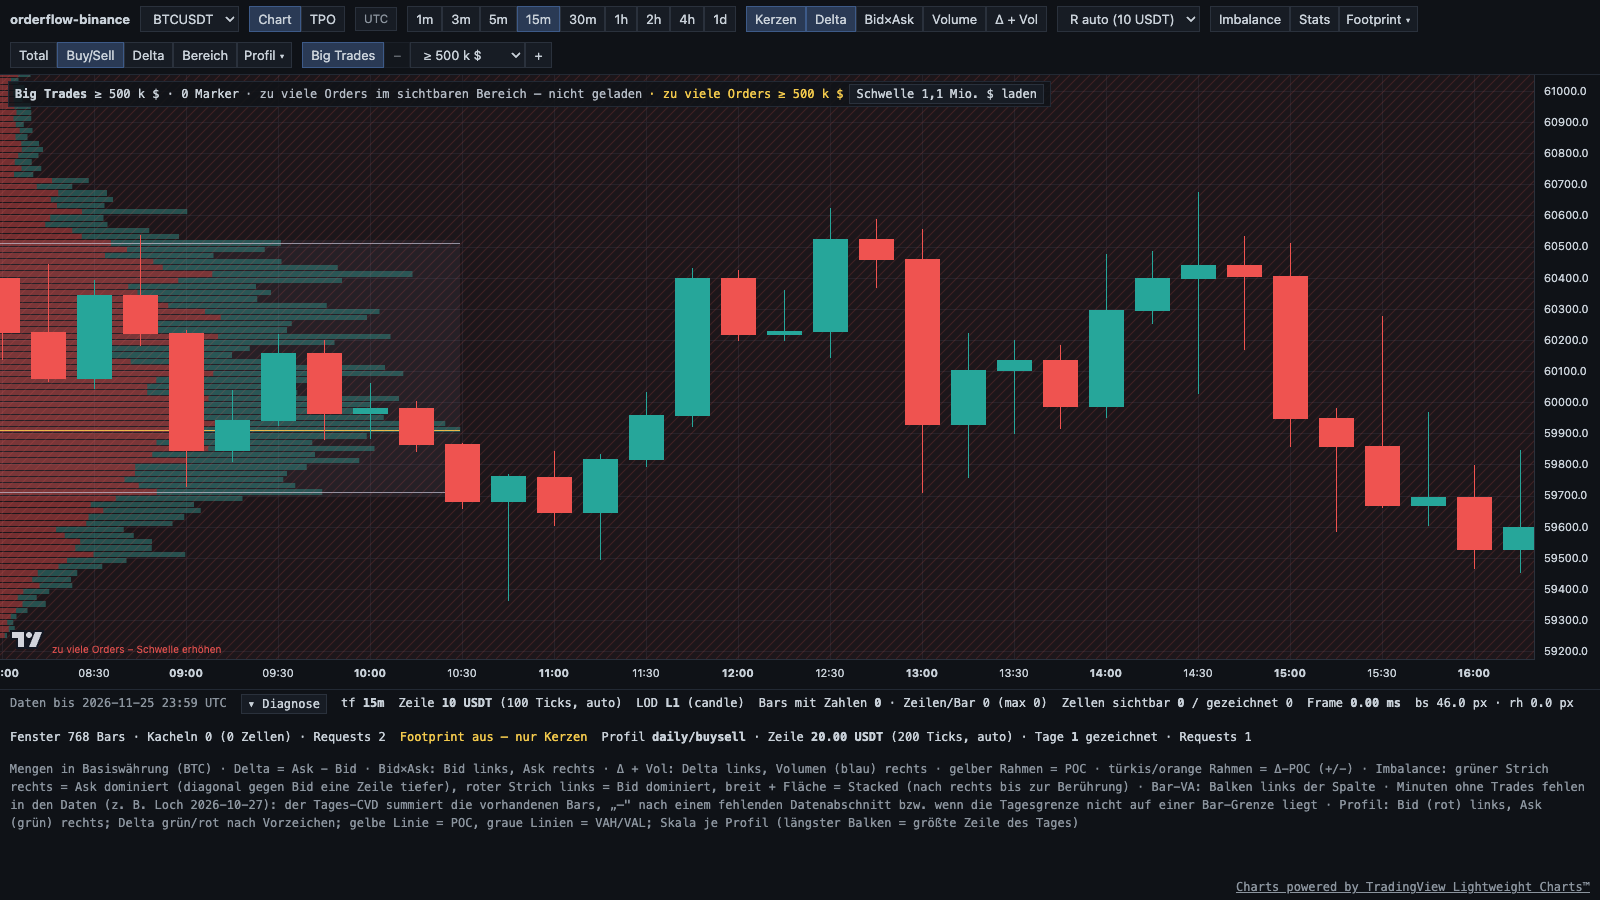 orderflow-binance BTCUSDT Chart TPO UTC 1m 3m 5m 15m 30m 1h 2h 4h 1d Kerzen Delta Bid×Ask Volume Δ + Vol R auto (10 USDT) Imbalance Stats Footprint ▾
Total Buy/Sell Delta Bereich Profil ▾ Big Trades – ≥ 500 k $ +
Big Trades ≥ 500 k $ · 0 Marker · zu viele Orders im sichtbaren Bereich — nicht geladen · zu viele Orders ≥ 500 k $ Schwelle 1,1 Mio. $ laden
61000.0
60900.0
60800.0
60700.0
60600.0
60500.0
60400.0
60300.0
60200.0
60100.0
60000.0
59900.0
59800.0
59700.0
59600.0
59500.0
59400.0
59300.0
59200.0
zu viele Orders – Schwelle erhöhen
:00 08:30 09:00 09:30 10:00 10:30 11:00 11:30 12:00 12:30 13:00 13:30 14:00 14:30 15:00 15:30 16:00
Daten bis 2026-11-25 23:59 UTC ▾ Diagnose tf 15m Zeile 10 USDT (100 Ticks, auto) LOD L1 (candle) Bars mit Zahlen 0 · Zeilen/Bar 0 (max 0) Zellen sichtbar 0 / gezeichnet 0 Frame 0.00 ms bs 46.0 px · rh 0.0 px
Fenster 768 Bars · Kacheln 0 (0 Zellen) · Requests 2 Footprint aus — nur Kerzen Profil daily/buysell · Zeile 20.00 USDT (200 Ticks, auto) · Tage 1 gezeichnet · Requests 1
Mengen in Basiswährung (BTC) · Delta = Ask − Bid · Bid×Ask: Bid links, Ask rechts · Δ + Vol: Delta links, Volumen (blau) rechts · gelber Rahmen = POC · türkis/orange Rahmen = Δ-POC (+/−) · Imbalance: grüner Strich
rechts = Ask dominiert (diagonal gegen Bid eine Zeile tiefer), roter Strich links = Bid dominiert, breit + Fläche = Stacked (nach rechts bis zur Berührung) · Bar-VA: Balken links der Spalte · Minuten ohne Trades fehlen
in den Daten (z. B. Loch 2026-10-27): der Tages-CVD summiert die vorhandenen Bars, „—" nach einem fehlenden Datenabschnitt bzw. wenn die Tagesgrenze nicht auf einer Bar-Grenze liegt · Profil: Bid (rot) links, Ask
(grün) rechts; Delta grün/rot nach Vorzeichen; gelbe Linie = POC, graue Linien = VAH/VAL; Skala je Profil (längster Balken = größte Zeile des Tages)
Charts powered by TradingView Lightweight Charts™